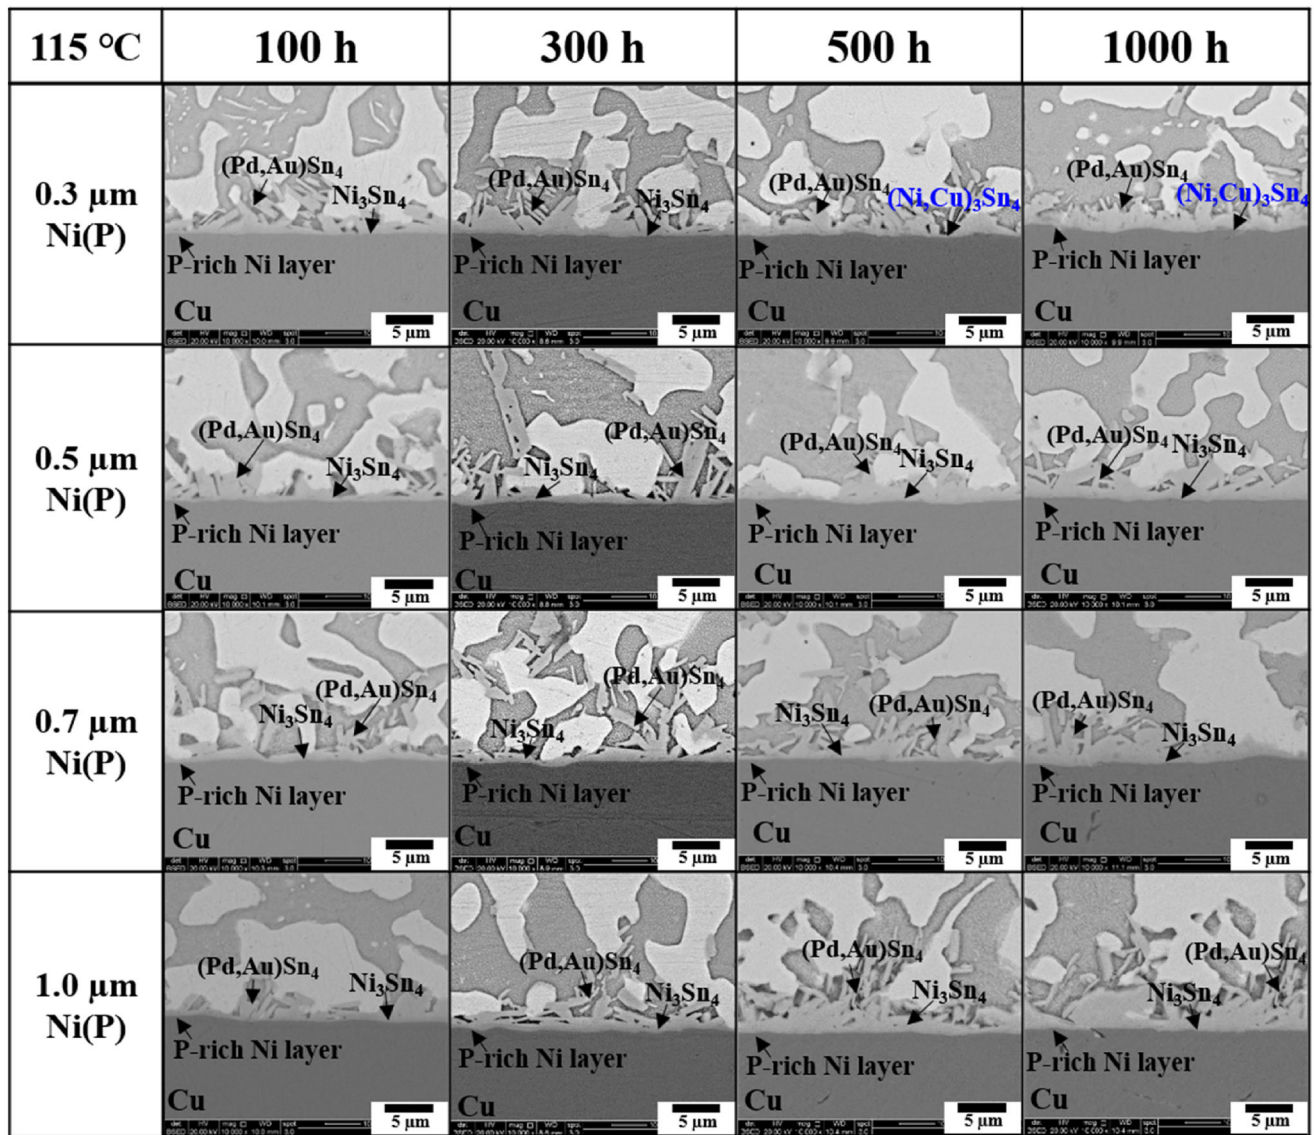 115 °C
100 h
300 h
500 h
1000 h
0.3 µm
Ni(P)
(Pd,Au)Sn4
Ni3Sn4
P-rich Ni layer
Cu
5 µm
(Pd,Au)Sn4
Ni3Sn4
P-rich Ni layer
Cu
5 µm
(Pd,Au)Sn4
(Ni,Cu)3Sn4
P-rich Ni layer
Cu
5 µm
(Pd,Au)Sn4
(Ni,Cu)3Sn4
P-rich Ni layer
Cu
5 µm
0.5 µm
Ni(P)
(Pd,Au)Sn4
Ni3Sn4
P-rich Ni layer
Cu
5 µm
(Pd,Au)Sn4
Ni3Sn4
P-rich Ni layer
Cu
5 µm
(Pd,Au)Sn4
Ni3Sn4
P-rich Ni layer
Cu
5 µm
(Pd,Au)Sn4
Ni3Sn4
P-rich Ni layer
Cu
5 µm
0.7 µm
Ni(P)
(Pd,Au)Sn4
Ni3Sn4
P-rich Ni layer
Cu
5 µm
(Pd,Au)Sn4
Ni3Sn4
P-rich Ni layer
Cu
5 µm
Ni3Sn4
(Pd,Au)Sn4
P-rich Ni layer
Cu
5 µm
(Pd,Au)Sn4
Ni3Sn4
P-rich Ni layer
Cu
5 µm
1.0 µm
Ni(P)
(Pd,Au)Sn4
Ni3Sn4
P-rich Ni layer
Cu
5 µm
(Pd,Au)Sn4
Ni3Sn4
P-rich Ni layer
Cu
5 µm
(Pd,Au)Sn4
Ni3Sn4
P-rich Ni layer
Cu
5 µm
(Pd,Au)Sn4
Ni3Sn4
P-rich Ni layer
Cu
5 µm